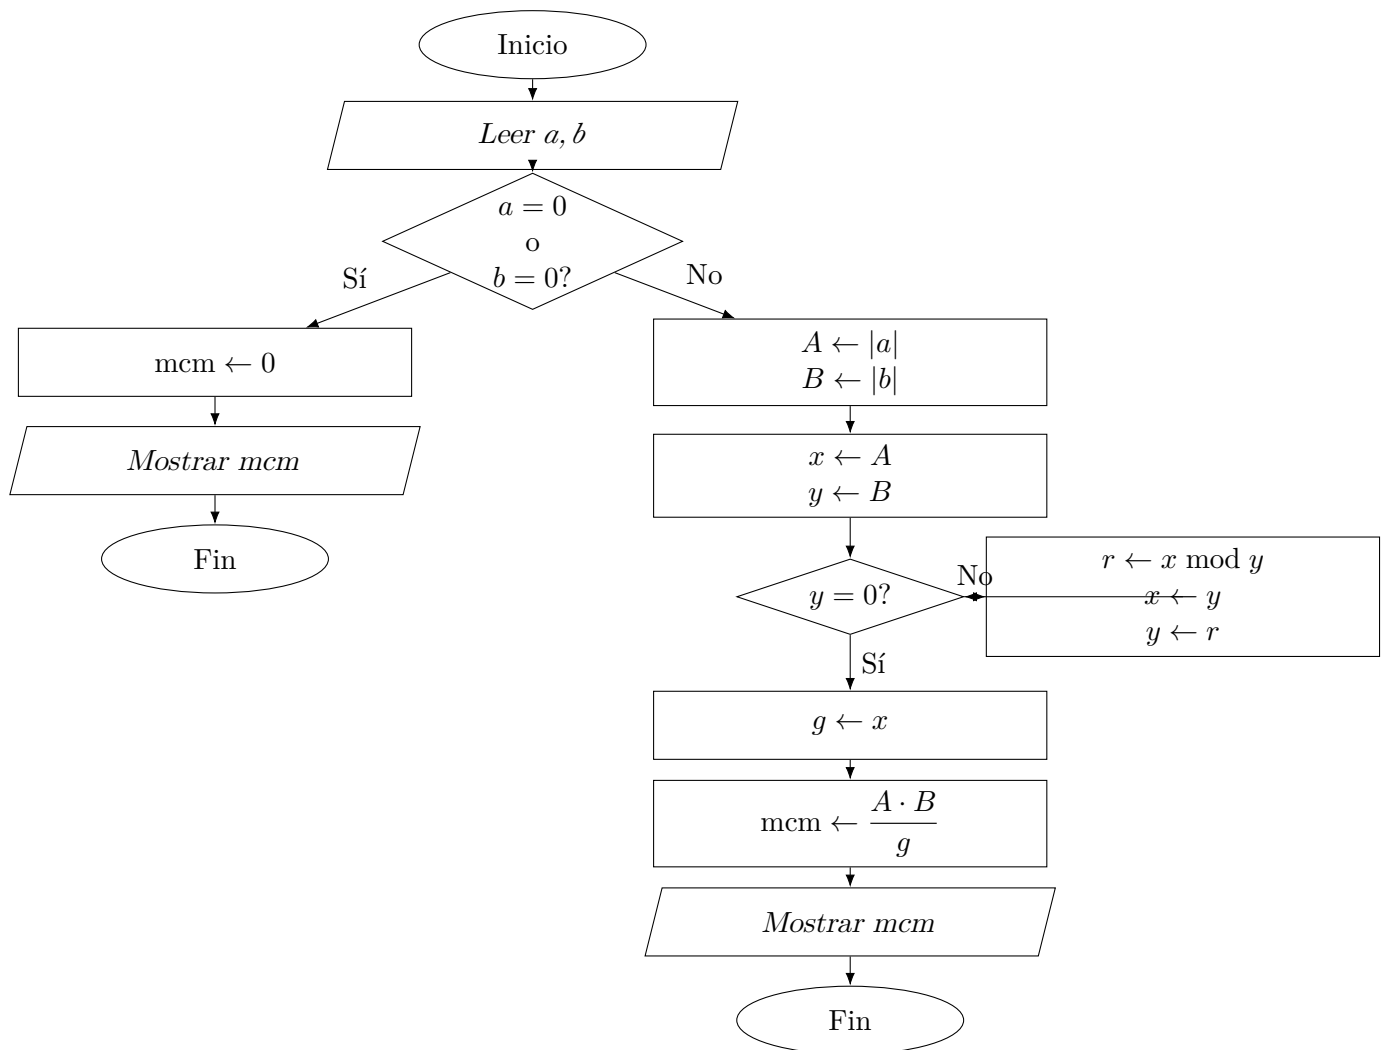 Inicio
Leer a, b
a = 0
o
b = 0?
Sí
No
mcm ← 0
A ← |a|
B ← |b|
Mostrar mcm
x ← A
y ← B
Fin
y = 0?
No
r ← x mod y
x ← y
y ← r
Sí
g ← x
mcm ← A · B / g
Mostrar mcm
Fin